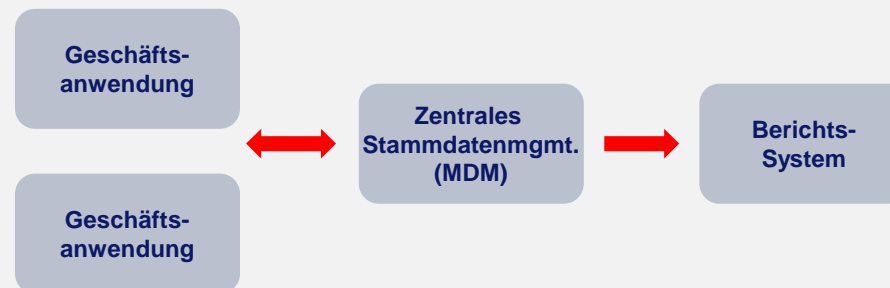 Geschäfts-
anwendung
Zentrales
Stammdatenmgmt.
(MDM)
Berichts-
System
Geschäfts-
anwendung